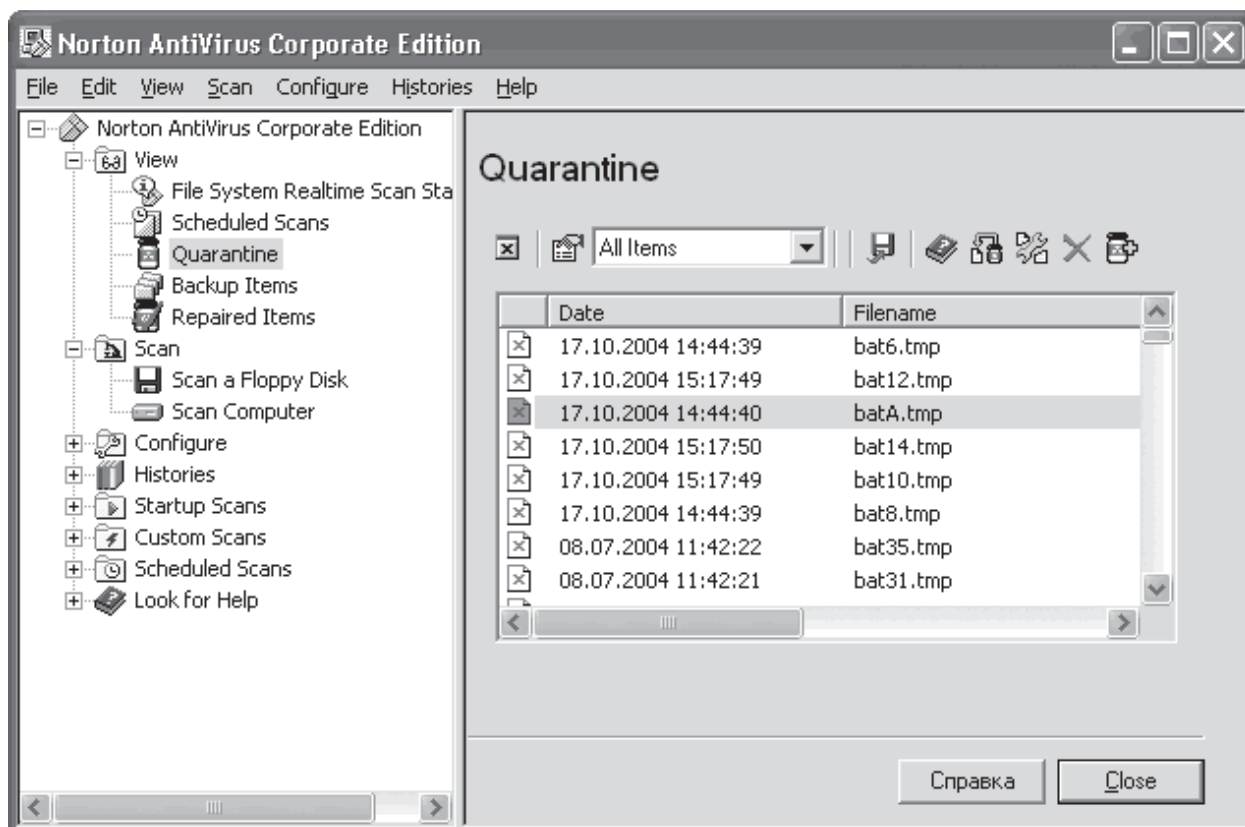 Norton AntiVirus Corporate Edition
File Edit View Scan Configure Histories Help
Norton AntiVirus Corporate Edition
View
File System Realtime Scan Sta
Scheduled Scans
Quarantine
Backup Items
Repaired Items
Scan
Scan a Floppy Disk
Scan Computer
Configure
Histories
Startup Scans
Custom Scans
Scheduled Scans
Look for Help
Quarantine
All Items
Date Filename
17.10.2004 14:44:39 bat6.tmp
17.10.2004 15:17:49 bat12.tmp
17.10.2004 14:44:40 batA.tmp
17.10.2004 15:17:50 bat14.tmp
17.10.2004 15:17:49 bat10.tmp
17.10.2004 14:44:39 bat8.tmp
08.07.2004 11:42:22 bat35.tmp
08.07.2004 11:42:21 bat31.tmp
Справка Close